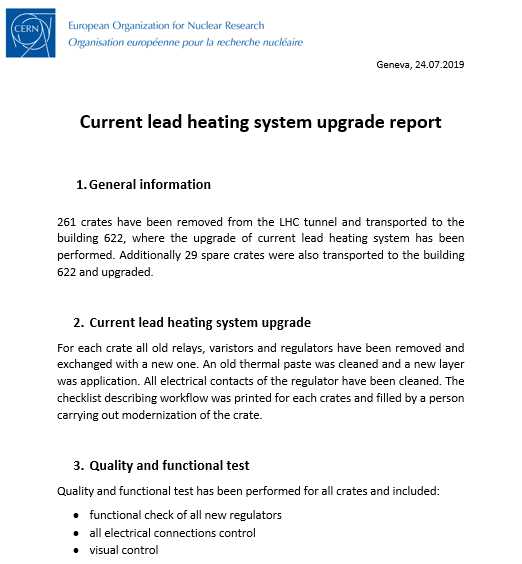 CERN
European Organization for Nuclear Research
Organisation européenne pour la recherche nucléaire
Geneva, 24.07.2019
Current lead heating system upgrade report
1. General information
261 crates have been removed from the LHC tunnel and transported to the
building 622, where the upgrade of current lead heating system has been
performed. Additionally 29 spare crates were also transported to the building
622 and upgraded.
2. Current lead heating system upgrade
For each crate all old relays, varistors and regulators have been removed and
exchanged with a new one. An old thermal paste was cleaned and a new layer
was application. All electrical contacts of the regulator have been cleaned. The
checklist describing workflow was printed for each crates and filled by a person
carrying out modernization of the crate.
3. Quality and functional test
Quality and functional test has been performed for all crates and included:
• functional check of all new regulators
• all electrical connections control
• visual control